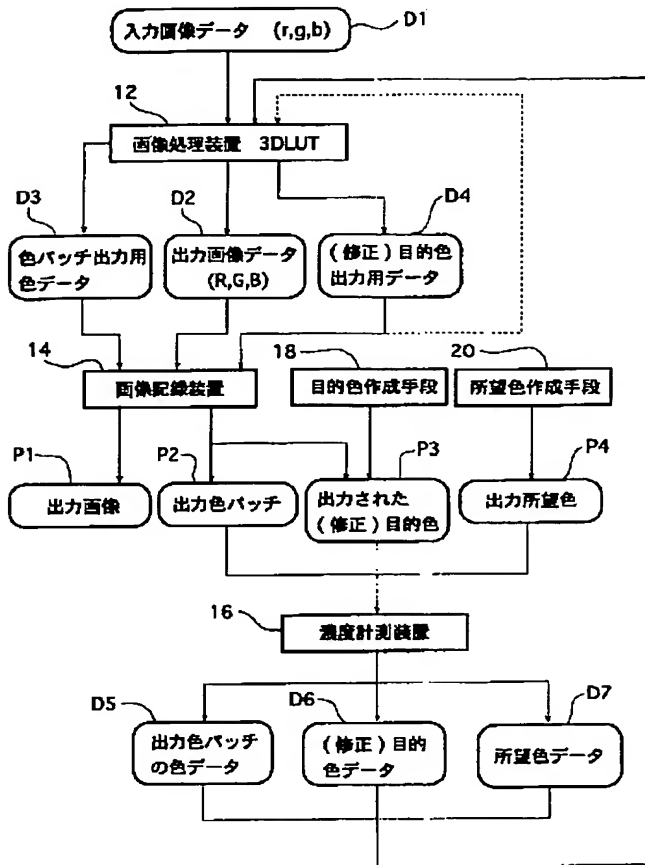 入力画像データ (r,g,b)
D1
12
画像処理装置 3DLUT
D3
D2
D4
色パッチ出力用
色データ
出力画像データ
(R,G,B)
(修正)目的色
出力用データ
14
18
20
画像記録装置
目的色作成手段
所望色作成手段
P1
P2
P3
P4
出力画像
出力色パッチ
出力された
(修正)目的色
出力所望色
16
濃度計測装置
D5
D6
D7
出力色パッチ
の色データ
(修正)目的
色データ
所望色データ